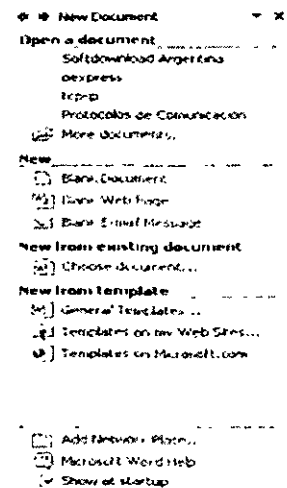 New Document
Open a document
Softdownload Argentina
oexpress
tcp-ip
Protocolos de Comunicación
More documents...
New
Blank Document
Blank Web Page
Blank E-mail Message
New from existing document
Choose document...
New from template
General Templates...
Templates on my Web Sites...
Templates on Microsoft.com
Add Network Place...
Microsoft Word Help
Show at startup